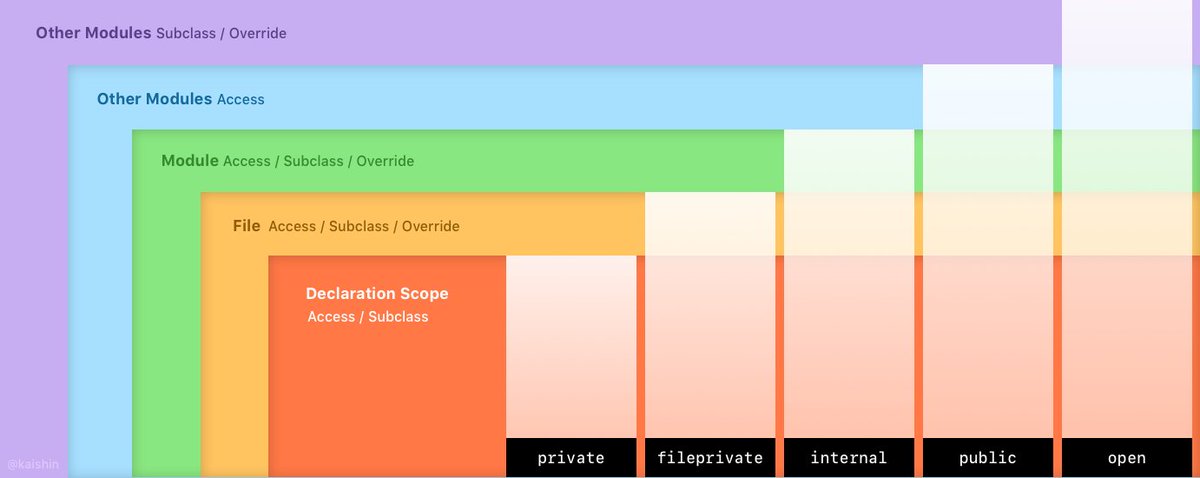 Other Modules Subclass / Override
Other Modules Access
Module Access / Subclass / Override
File Access / Subclass / Override
Declaration Scope
Access / Subclass
private fileprivate internal public open
@kaishin